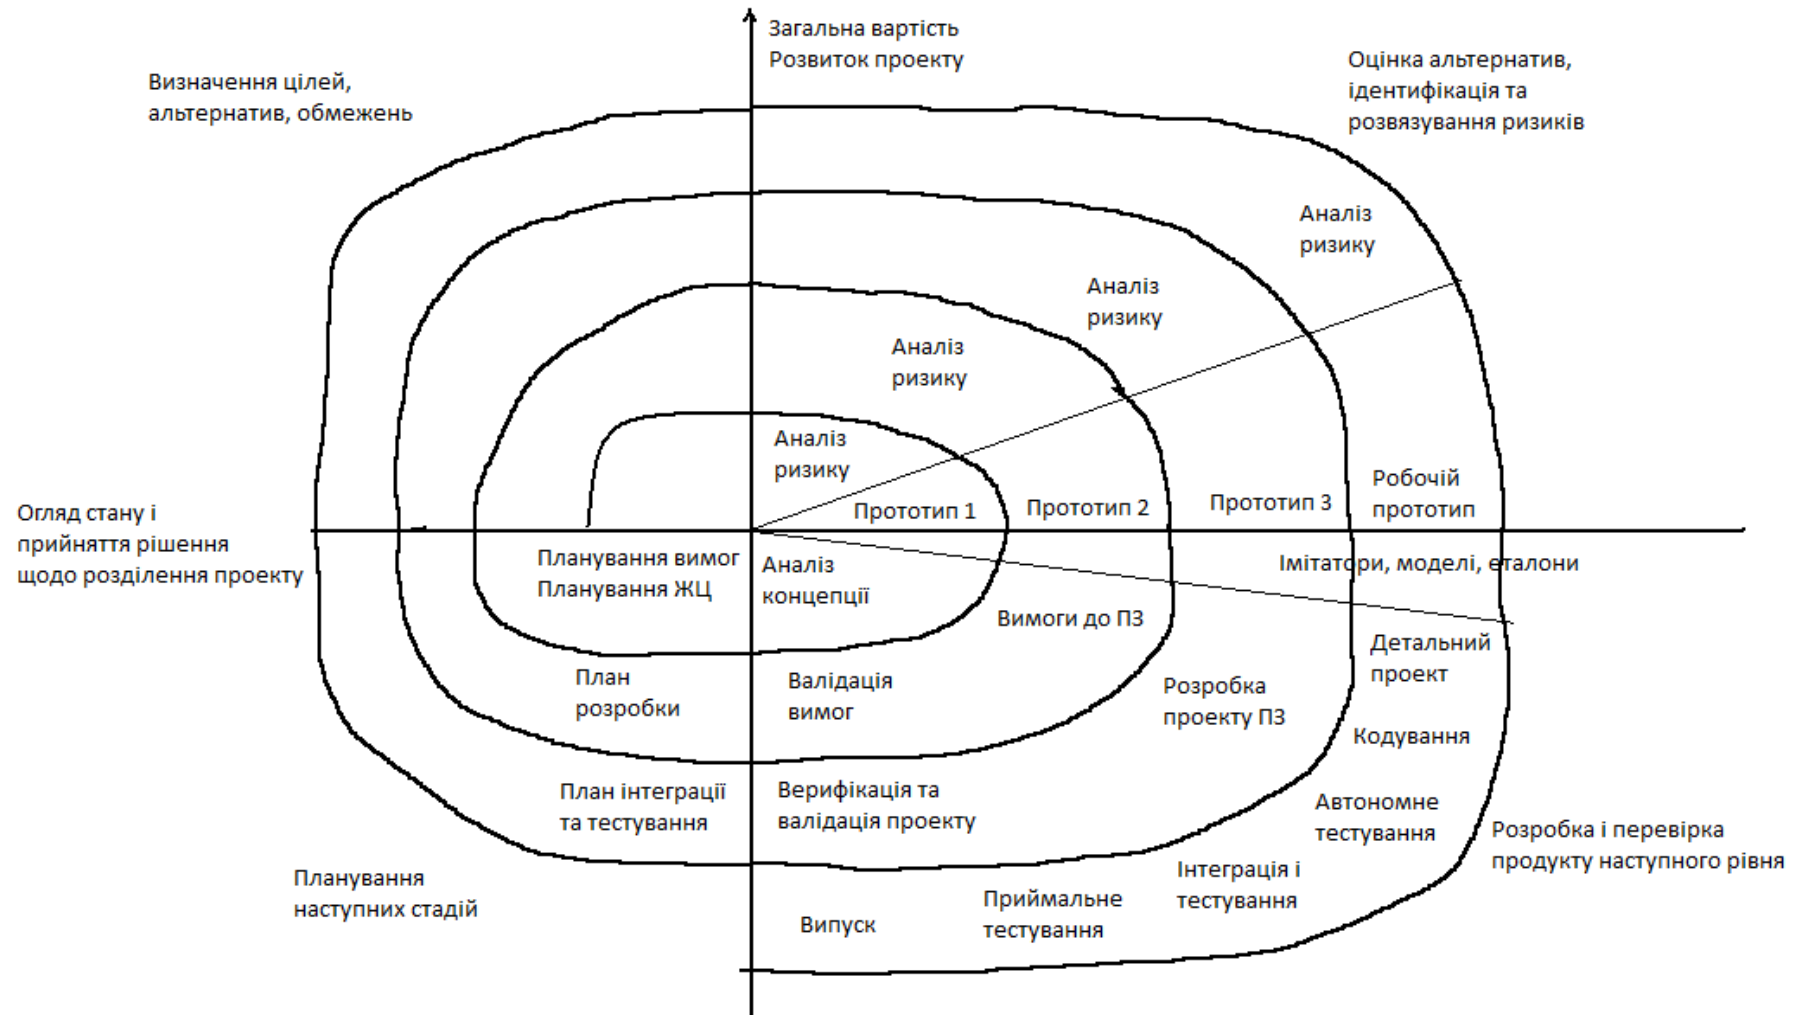 Загальна вартість
Розвиток проекту
Визначення цілей,
альтернатив, обмежень
Оцінка альтернатив,
ідентифікація та
розвязування ризиків
Аналіз
ризику
Аналіз
ризику
Аналіз
ризику
Аналіз
ризику
Прототип 1
Прототип 2
Прототип 3
Робочій
прототип
Огляд стану і
прийняття рішення
щодо розділення проекту
Планування вимог
Планування ЖЦ
Аналіз
концепції
Імітатори, моделі, еталони
Вимоги до ПЗ
Детальний
проект
План
розробки
Валідація
вимог
Розробка
проекту ПЗ
Кодування
План інтеграції
та тестування
Верифікація та
валідація проекту
Автономне
тестування
Розробка і перевірка
продукту наступного рівня
Планування
наступних стадій
Інтеграція і
тестування
Приймальне
тестування
Випуск